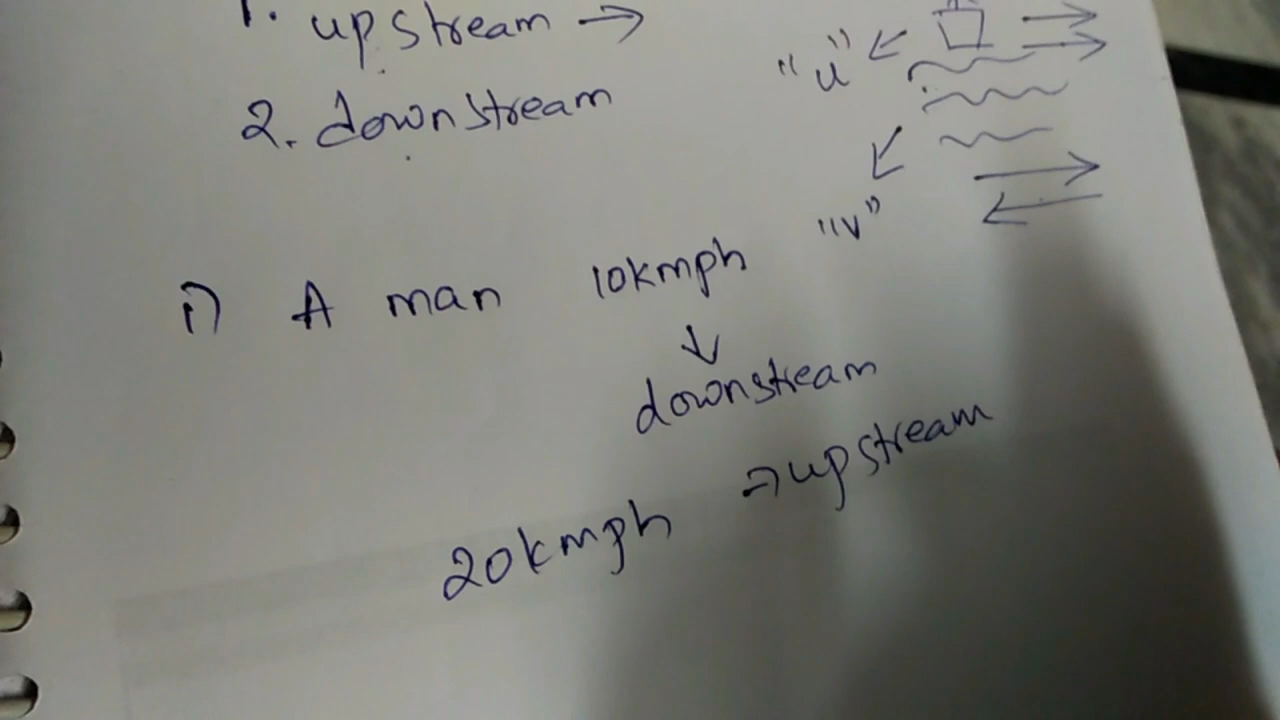 1. upstream →
"u"
2. downstream
"v"
i) A man 10kmph
↓
downstream
20kmph ⇒ upstream